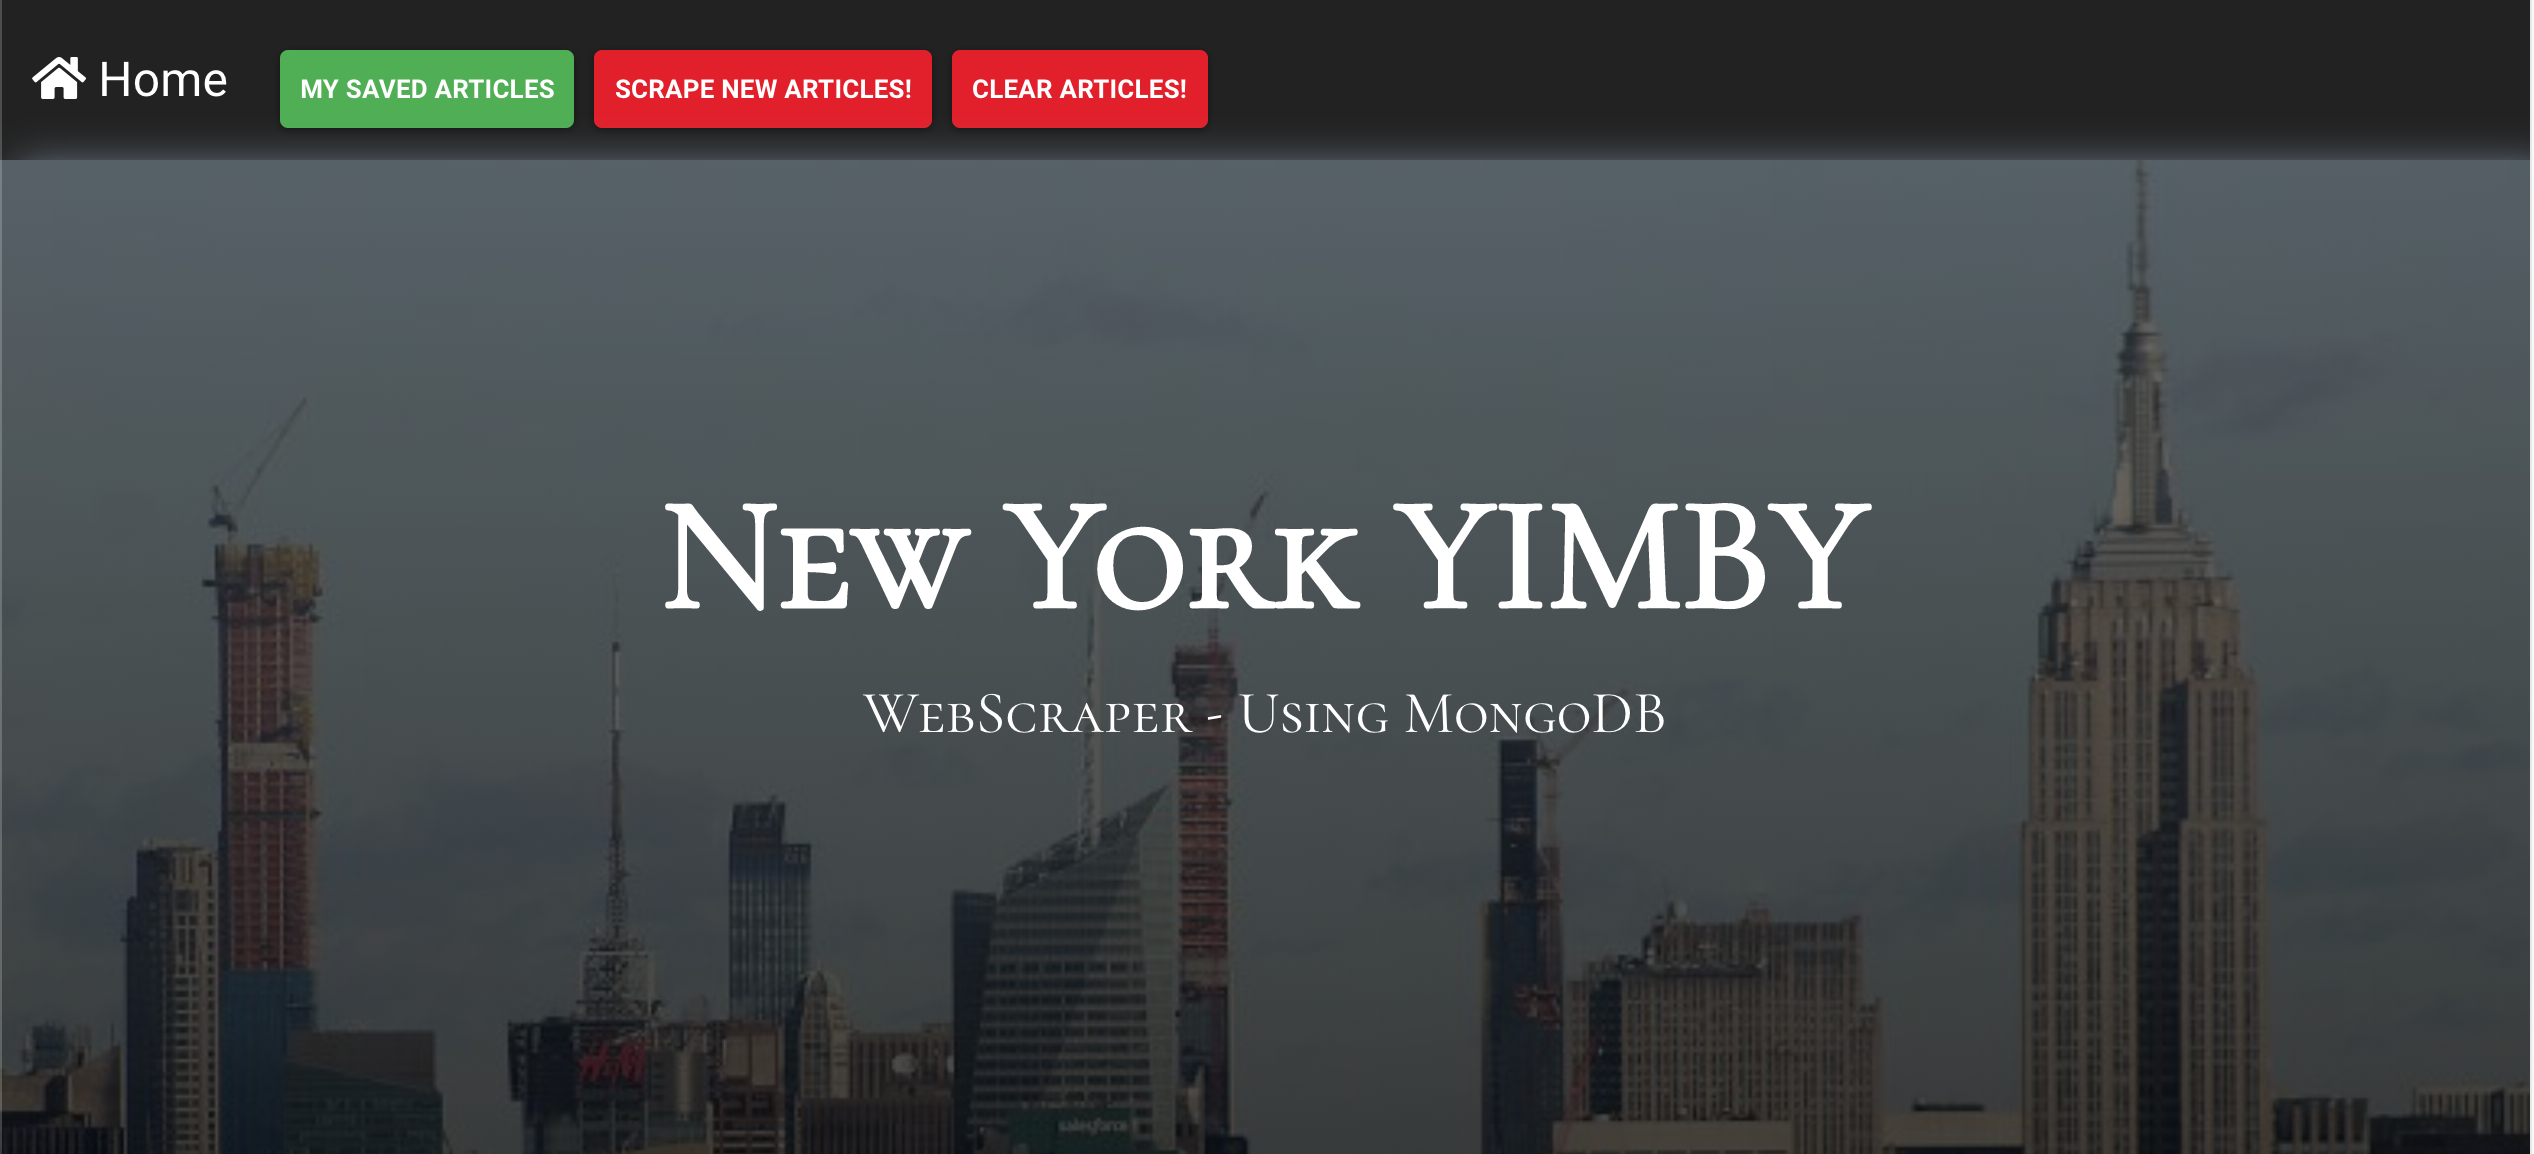 Home
MY SAVED ARTICLES
SCRAPE NEW ARTICLES!
CLEAR ARTICLES!
New York YIMBY
WebScraper - Using MongoDB
H&M
salesforce